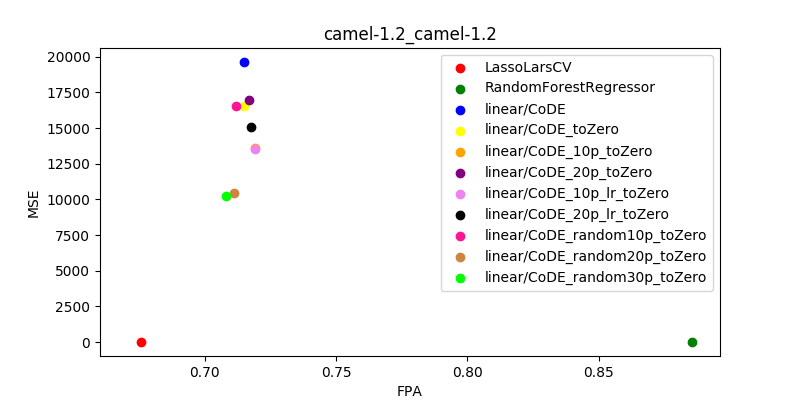 camel-1.2_camel-1.2
20000
17500
15000
12500
10000
7500
5000
2500
0
MSE
LassoLarsCV
RandomForestRegressor
linear/CoDE
linear/CoDE_toZero
linear/CoDE_10p_toZero
linear/CoDE_20p_toZero
linear/CoDE_10p_lr_toZero
linear/CoDE_20p_lr_toZero
linear/CoDE_random10p_toZero
linear/CoDE_random20p_toZero
linear/CoDE_random30p_toZero
0.70 0.75 0.80 0.85
FPA